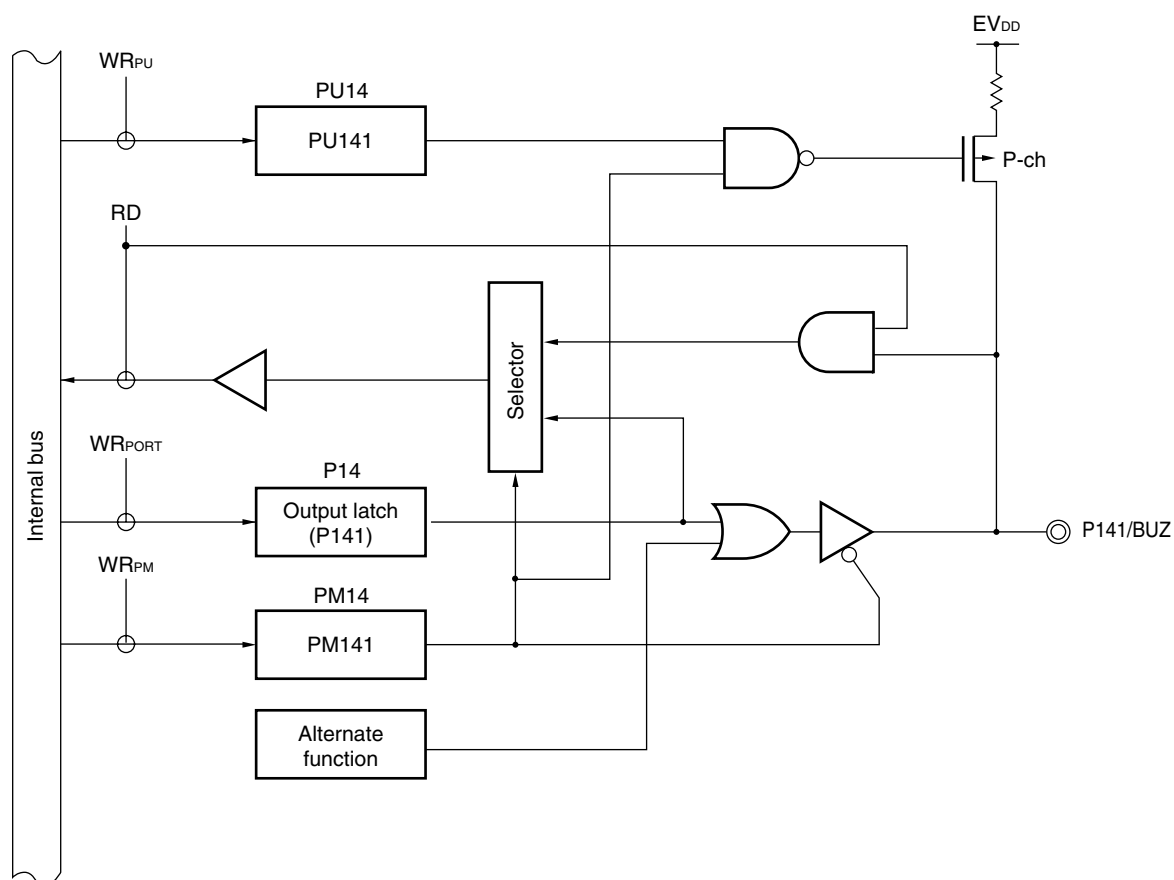 EVDD
WRPU
PU14
PU141
P-ch
RD
Selector
WRPORT
P14
Output latch
(P141)
P141/BUZ
Internal bus
WRPM
PM14
PM141
Alternate
function